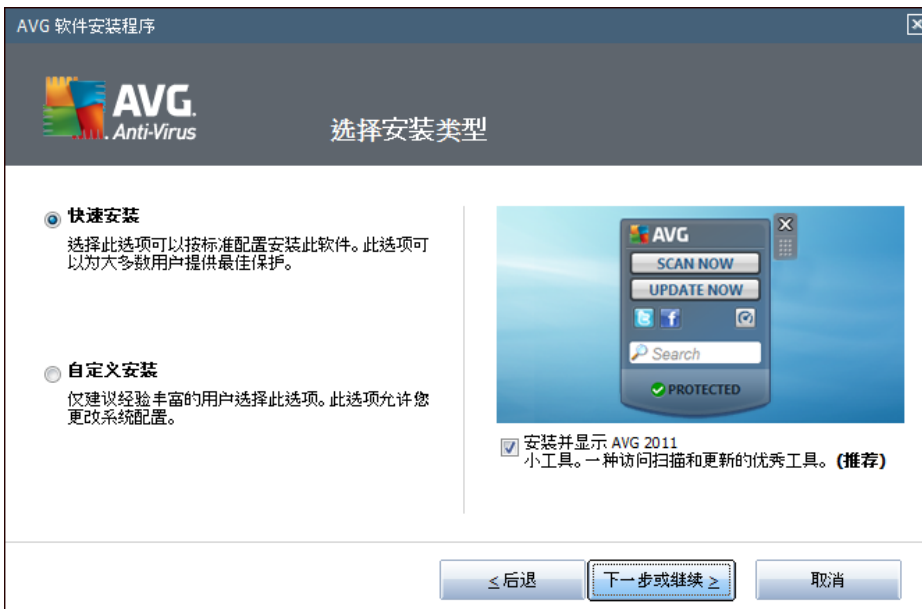 AVG 软件安装程序
AVG.
Anti-Virus
选择安装类型
快速安装
选择此选项可以按标准配置安装此软件。此选项可
以为大多数用户提供最佳保护。
自定义安装
仅建议经验丰富的用户选择此选项。此选项允许您
更改系统配置。
AVG
SCAN NOW
UPDATE NOW
Search
PROTECTED
安装并显示 AVG 2011
小工具。一种访问扫描和更新的优秀工具。(推荐)
<后退
下一步或继续 >
取消